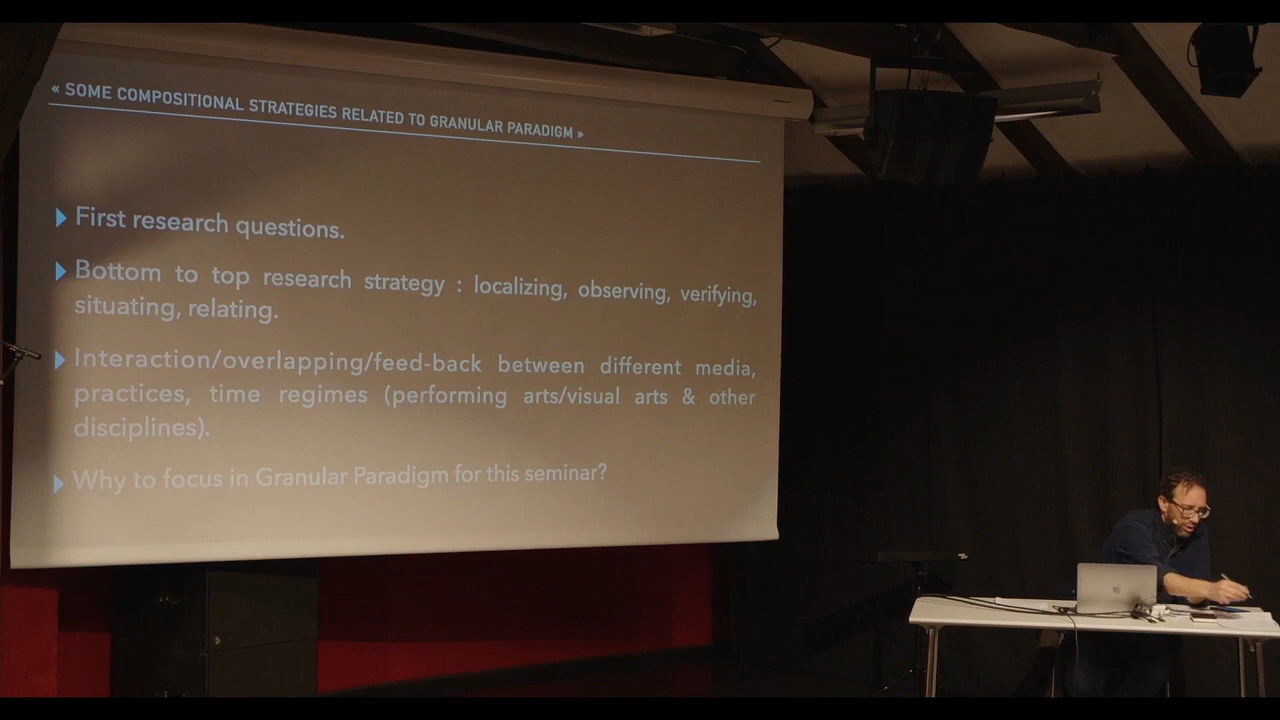 « SOME COMPOSITIONAL STRATEGIES RELATED TO GRANULAR PARADIGM »
First research questions.
Bottom to top research strategy : localizing, observing, verifying,
situating, relating.
Interaction/overlapping/feed-back between different media,
practices, time regimes (performing arts/visual arts & other
disciplines).
Why to focus in Granular Paradigm for this seminar?